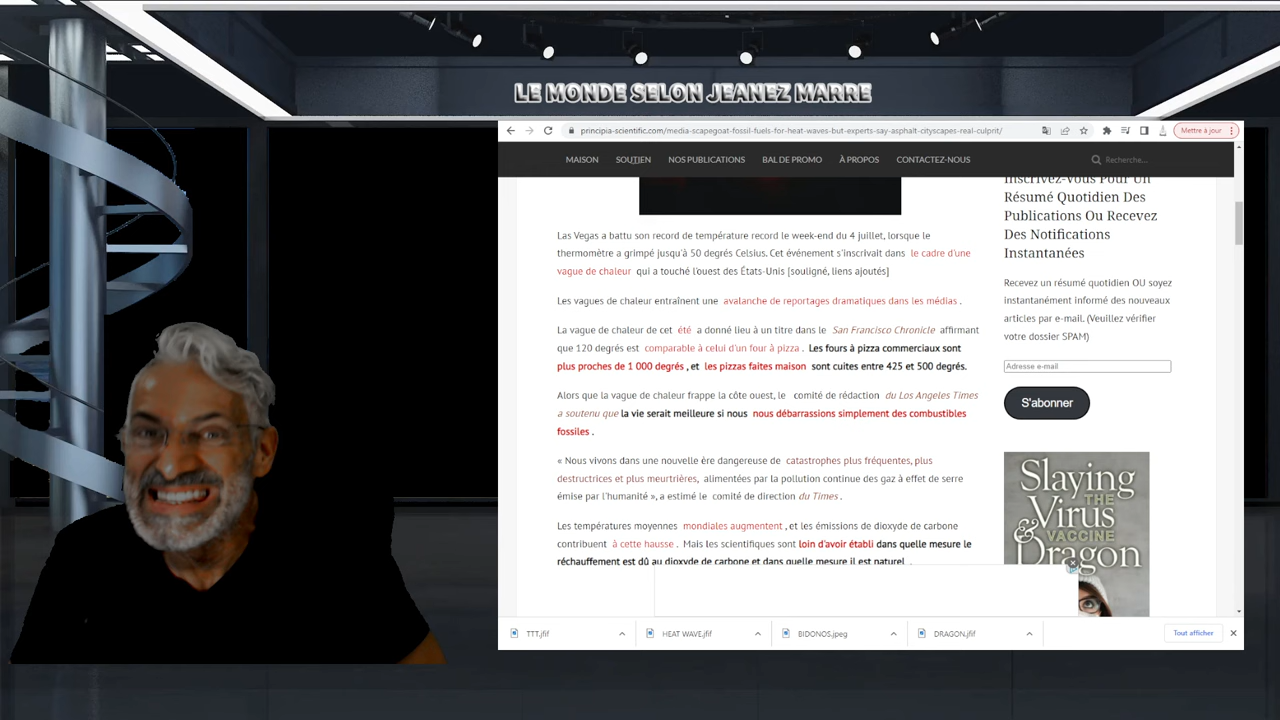 LE MONDE SELON JEANEZ MARRE
principia-scientific.com/media-scapegoat-fossil-fuels-for-heat-waves-but-experts-say-asphalt-cityscapes-real-culprit/
Mettre à jour
MAISON SOUTIEN NOS PUBLICATIONS BAL DE PROMO À PROPOS CONTACTEZ-NOUS Recherche...
Las Vegas a battu son record de température record le week-end du 4 juillet, lorsque le
thermomètre a grimpé jusqu'à 50 degrés Celsius. Cet événement s'inscrivait dans le cadre d'une
vague de chaleur qui a touché l'ouest des États-Unis [souligné, liens ajoutés]
Les vagues de chaleur entraînent une avalanche de reportages dramatiques dans les médias .
La vague de chaleur de cet été a donné lieu à un titre dans le San Francisco Chronicle affirmant
que 120 degrés est comparable à celui d'un four à pizza . Les fours à pizza commerciaux sont
plus proches de 1 000 degrés , et les pizzas faites maison sont cuites entre 425 et 500 degrés.
Alors que la vague de chaleur frappe la côte ouest, le comité de rédaction du Los Angeles Times
a soutenu que la vie serait meilleure si nous nous débarrassions simplement des combustibles
fossiles .
« Nous vivons dans une nouvelle ère dangereuse de catastrophes plus fréquentes, plus
destructrices et plus meurtrières, alimentées par la pollution continue des gaz à effet de serre
émise par l'humanité », a estimé le comité de direction du Times .
Les températures moyennes mondiales augmentent , et les émissions de dioxyde de carbone
contribuent à cette hausse . Mais les scientifiques sont loin d'avoir établi dans quelle mesure le
réchauffement est dû au dioxyde de carbone et dans quelle mesure il est naturel .
Inscrivez-vous Pour Un
Résumé Quotidien Des
Publications Ou Recevez
Des Notifications
Instantanées
Recevez un résumé quotidien OU soyez
instantanément informé des nouveaux
articles par e-mail. (Veuillez vérifier
votre dossier SPAM)
Adresse e-mail
S'abonner
Slaying
THE
Virus
&
VACCINE
Dragon
TTT.jfif HEAT WAVE.jfif BIDONOS.jpeg DRAGON.jfif Tout afficher